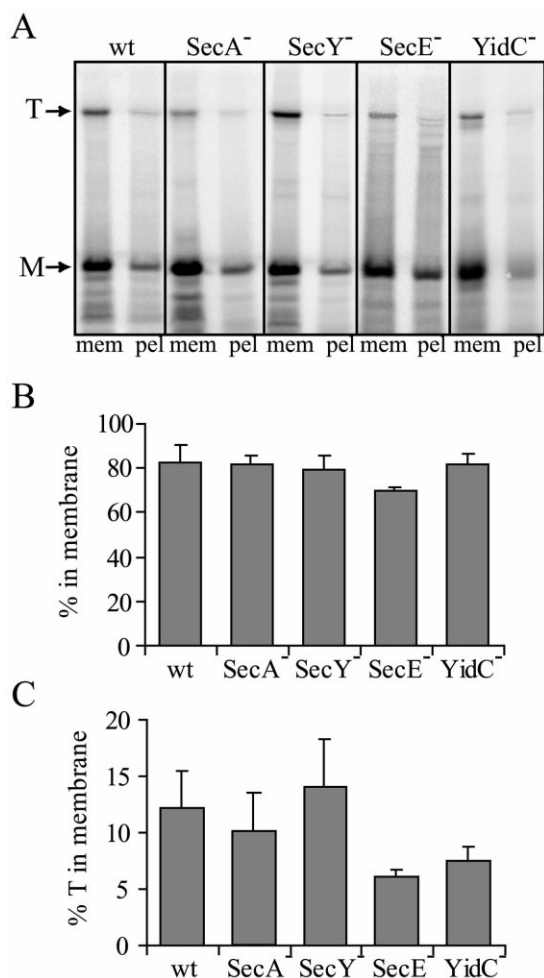 A
wt SecA⁻ SecY⁻ SecE⁻ YidC⁻
T
M
mem pel mem pel mem pel mem pel mem pel
B
% in membrane
100
80
60
40
20
0
wt SecA⁻ SecY⁻ SecE⁻ YidC⁻
C
% T in membrane
20
15
10
5
0
wt SecA⁻ SecY⁻ SecE⁻ YidC⁻